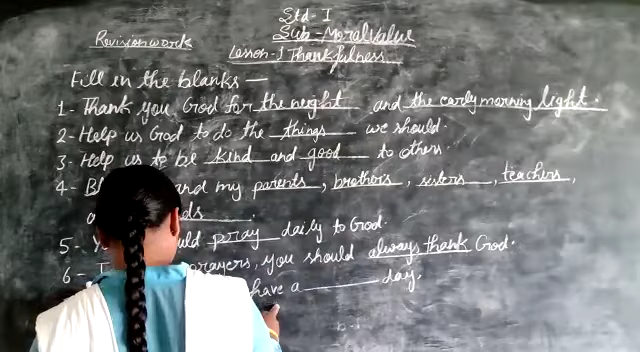 Std - I
Sub - Moral Value
Revision work
Lesson - 1 Thankfulness
Fill in the blanks —
1 - Thank you God for the neight and the early morning light.
2 - Help us God to do the things we should.
3. Help us to be kind and good to others.
4 - and my parents, brothers, sisters, teachers,
5 - pray daily to God.
6 - prayers, you should always thank God.
have a ______ day.